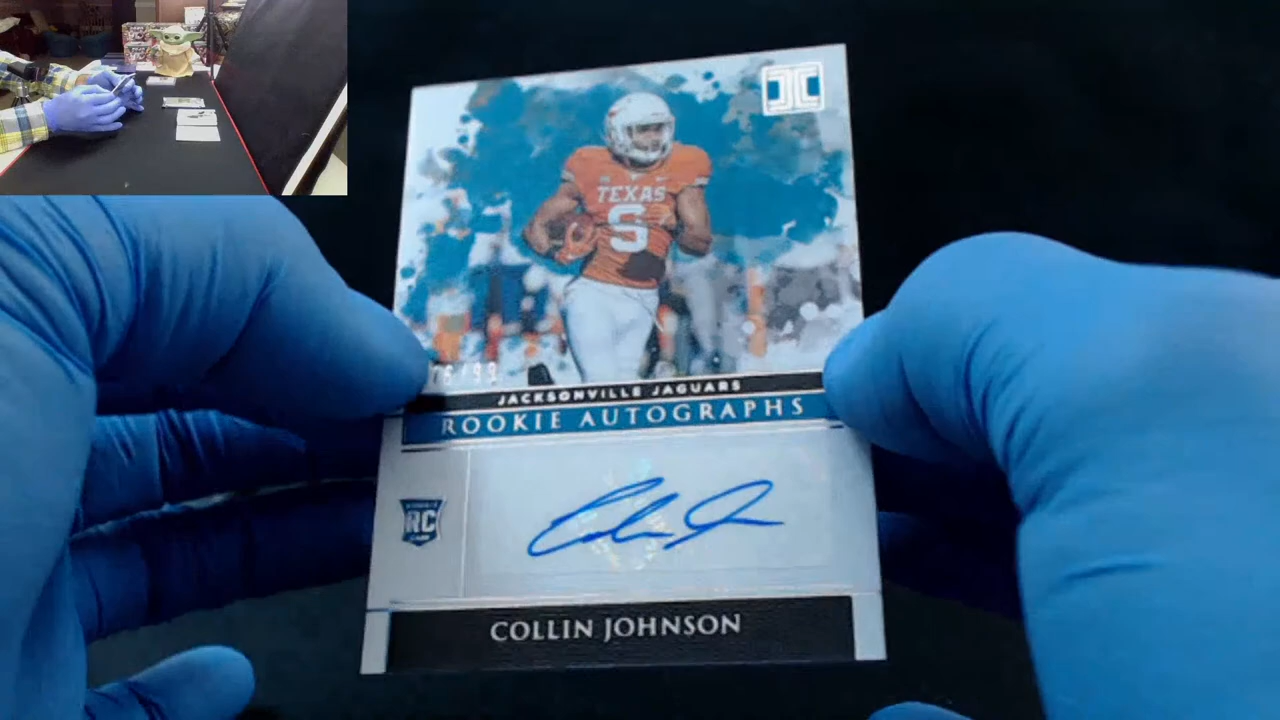 TEXAS
JACKSONVILLE JAGUARS
ROOKIE AUTOGRAPHS
RC
COLLIN JOHNSON